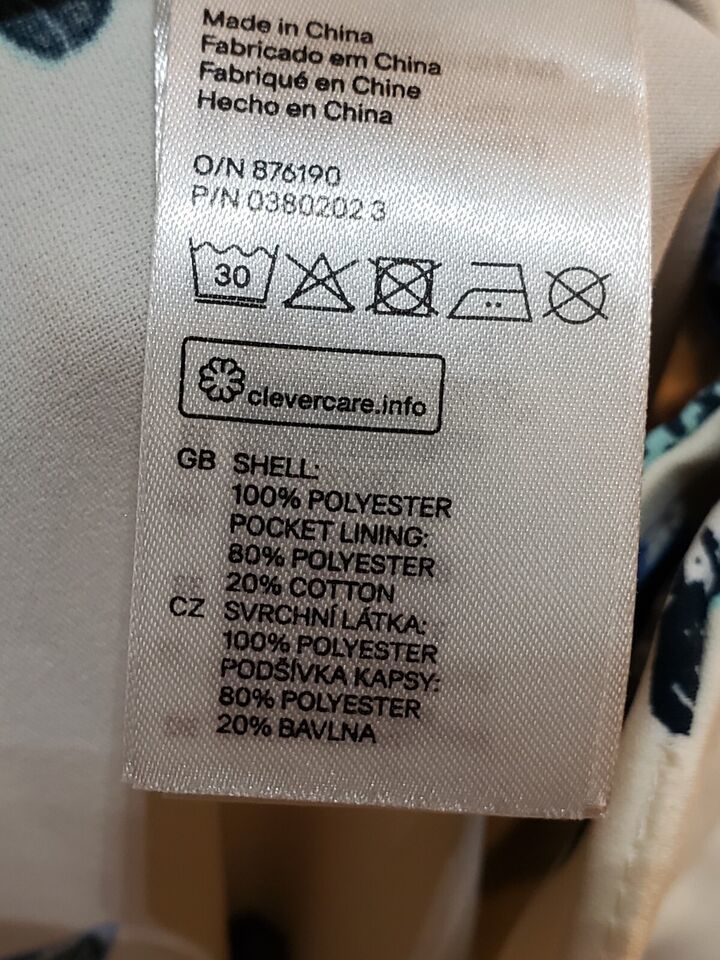 Made in China
Fabricado em China
Fabriqué en Chine
Hecho en China
O/N 876190
P/N 0380202 3
30
clevercare.info
GB SHELL:
100% POLYESTER
POCKET LINING:
80% POLYESTER
20% COTTON
CZ SVRCHNÍ LÁTKA:
100% POLYESTER
PODŠÍVKA KAPSY:
80% POLYESTER
20% BAVLNA